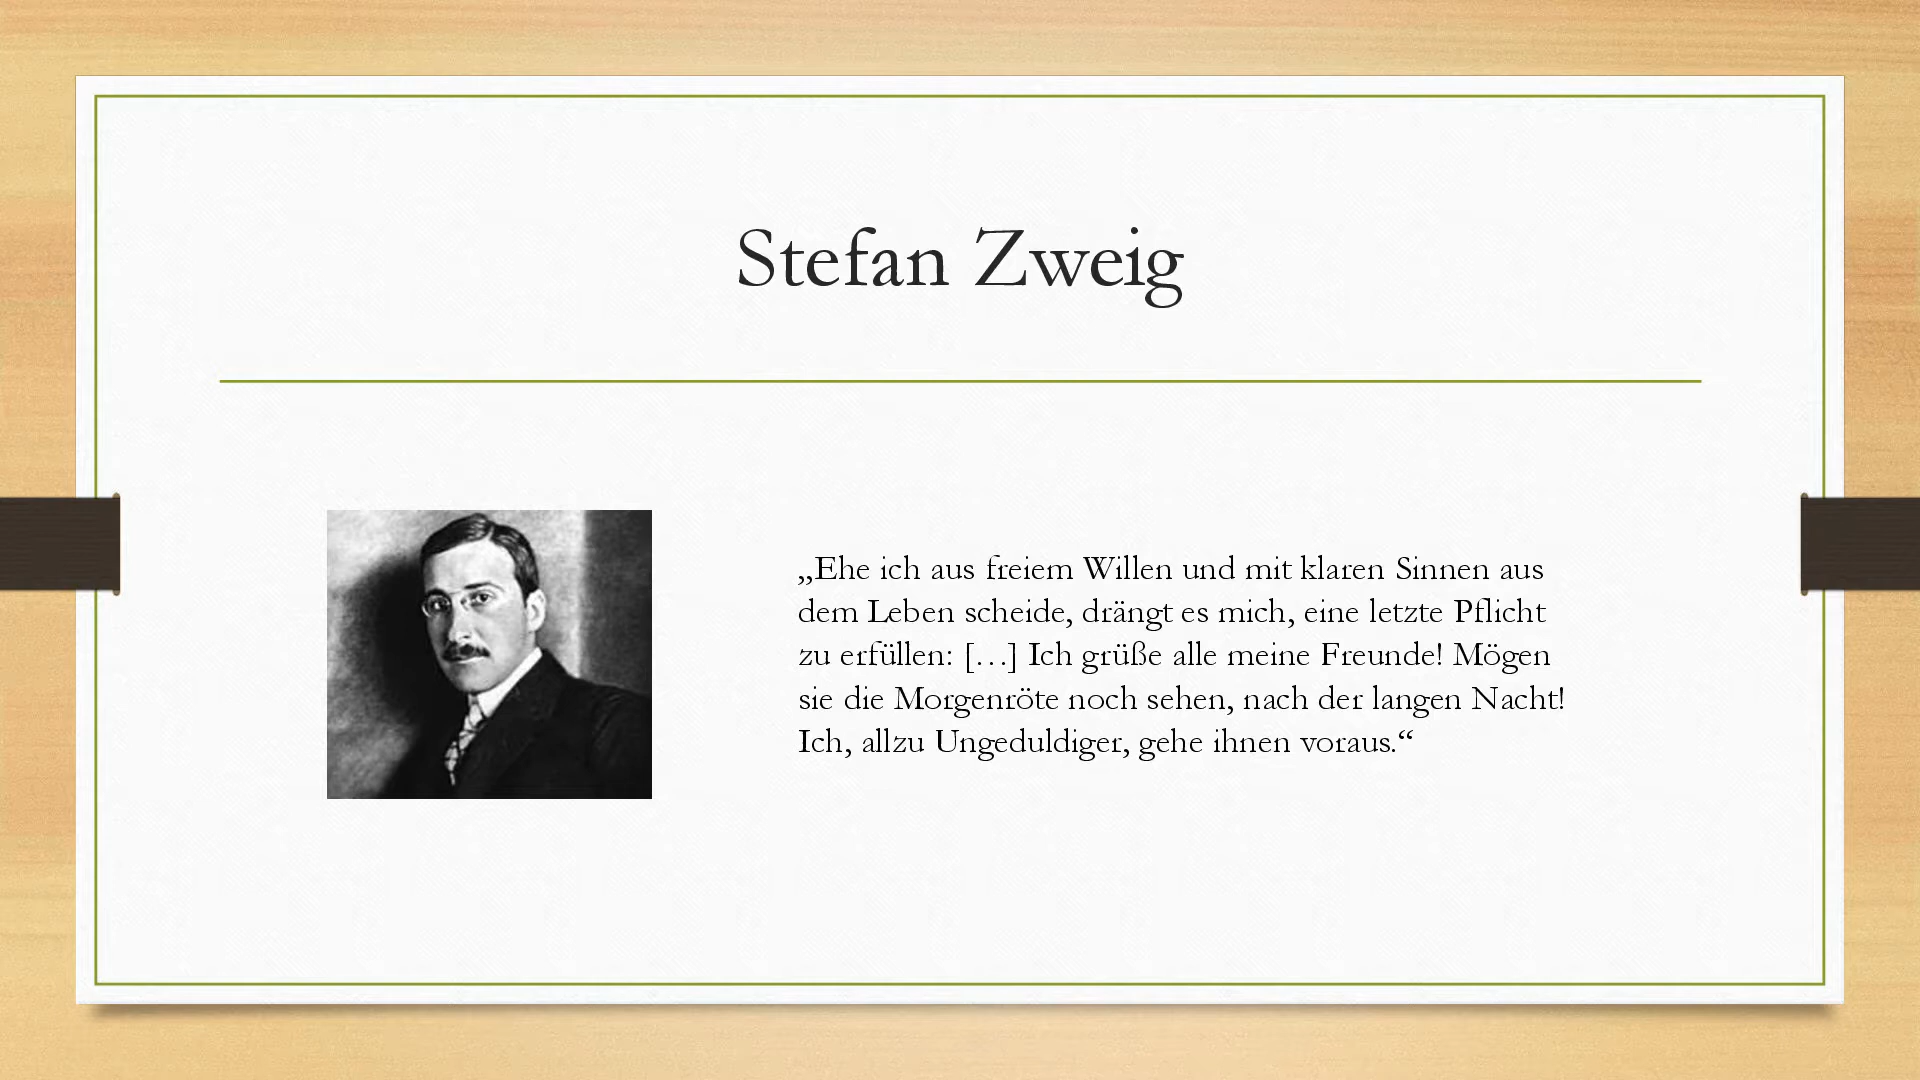 Stefan Zweig
„Ehe ich aus freiem Willen und mit klaren Sinnen aus
dem Leben scheide, drängt es mich, eine letzte Pflicht
zu erfüllen: […] Ich grüße alle meine Freunde! Mögen
sie die Morgenröte noch sehen, nach der langen Nacht!
Ich, allzu Ungeduldiger, gehe ihnen voraus.“